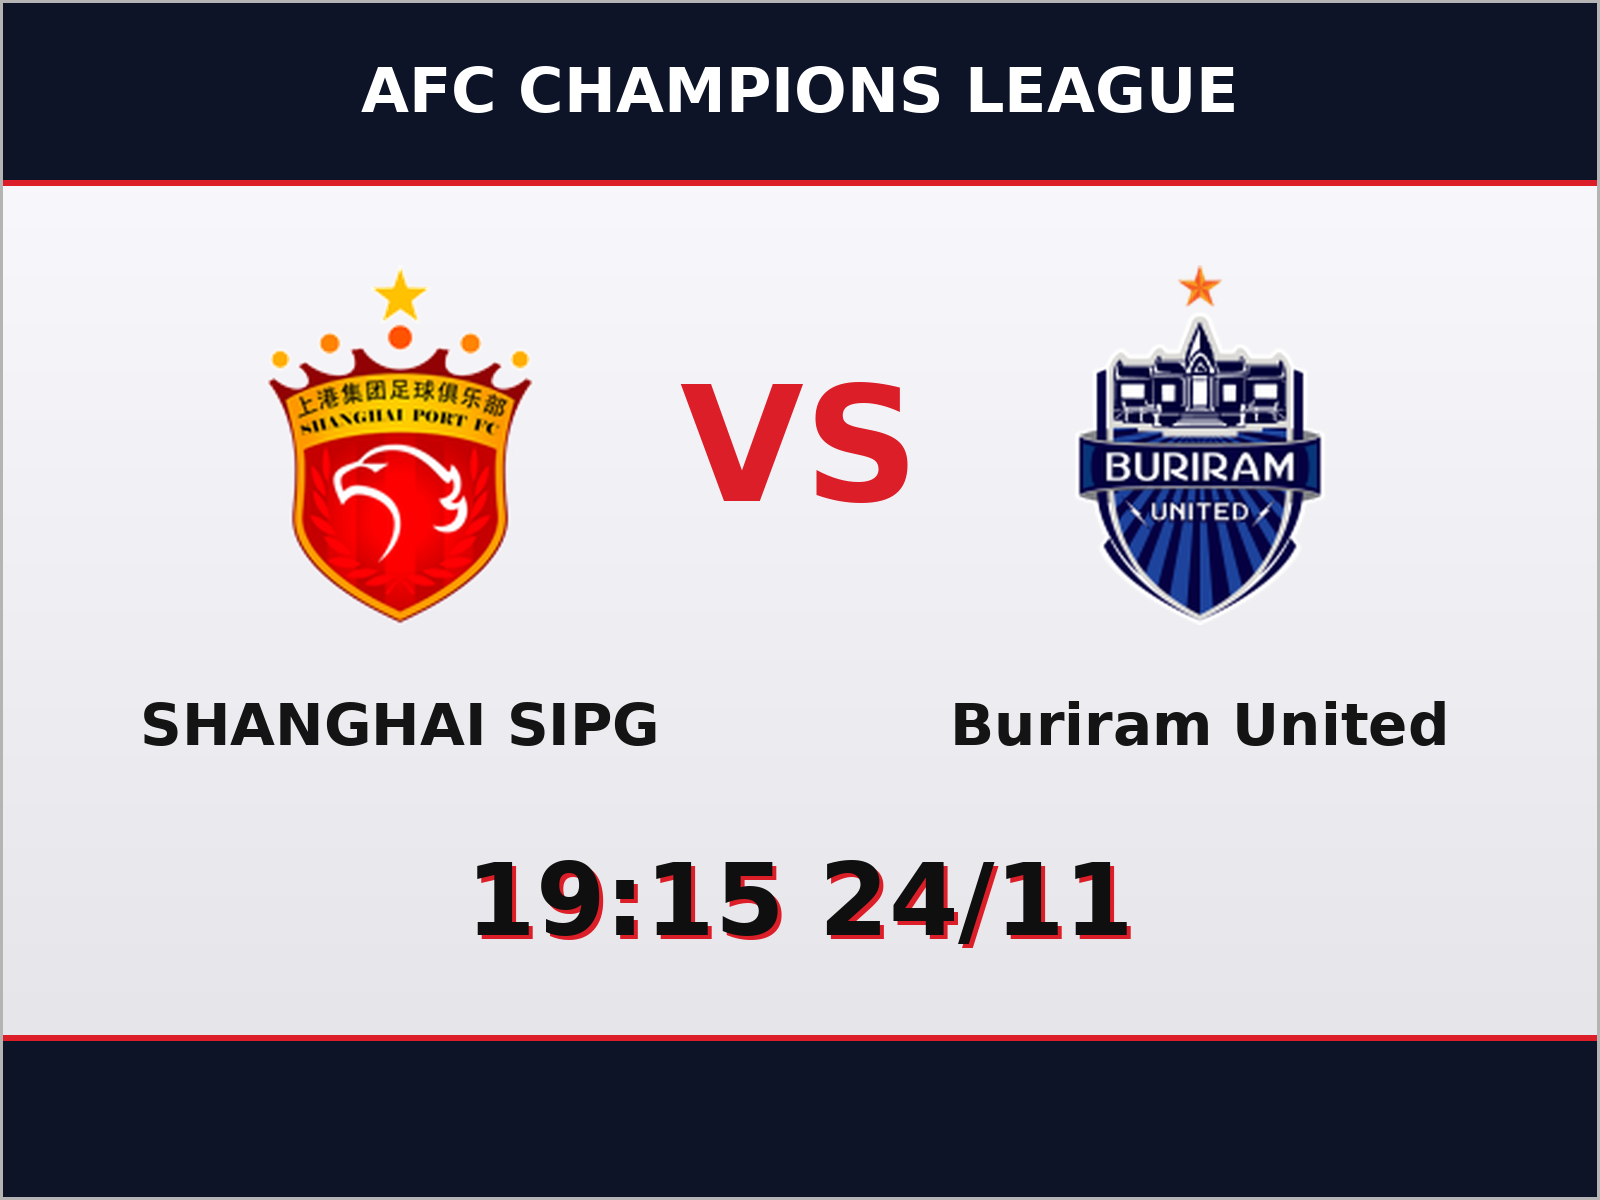 AFC CHAMPIONS LEAGUE
上港集团足球俱乐部
SHANGHAI PORT FC
VS
BURIRAM
UNITED
SHANGHAI SIPG
Buriram United
19:15 24/11